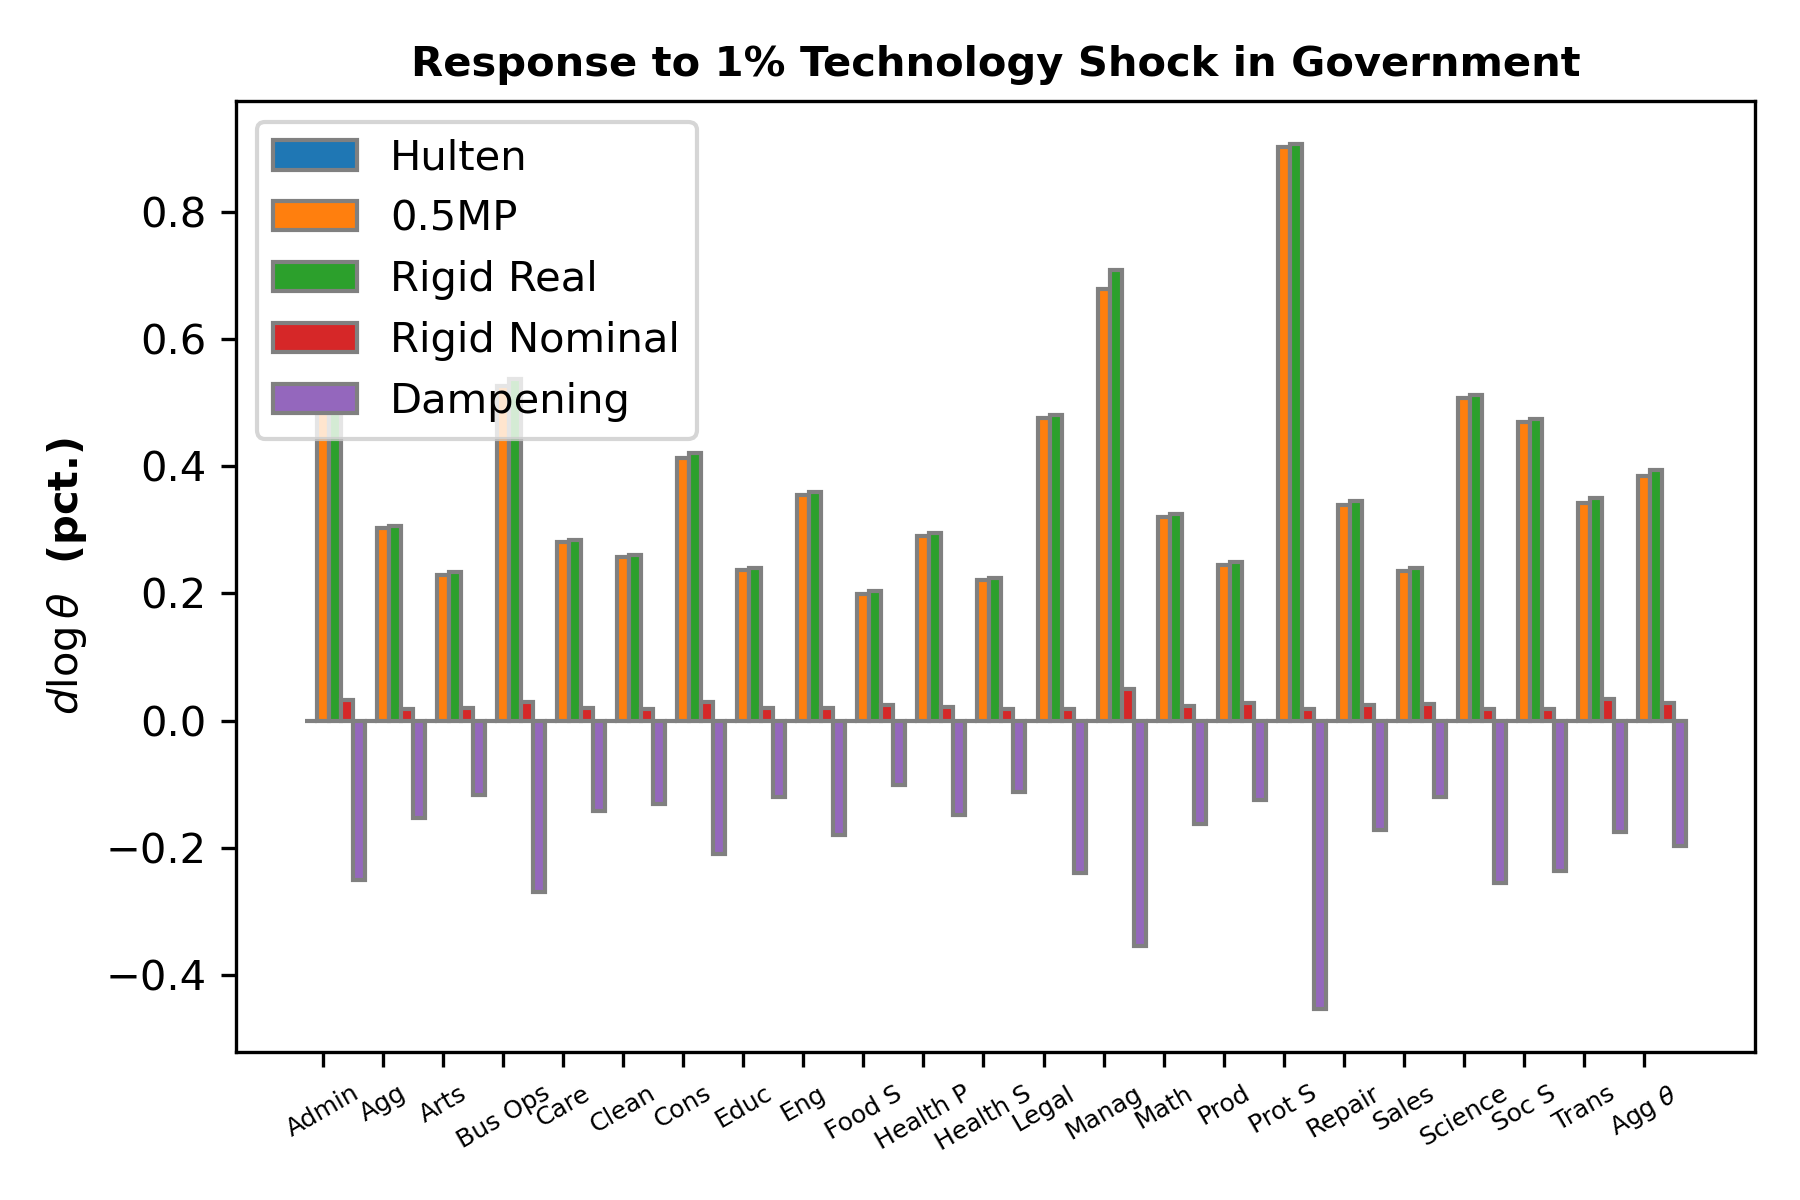 Response to 1% Technology Shock in Government
Hulten
0.5MP
Rigid Real
Rigid Nominal
Dampening
d log θ (pct.)
0.8
0.6
0.4
0.2
0.0
−0.2
−0.4
Admin
Agg
Arts
Bus Ops
Care
Clean
Cons
Educ
Eng
Food S
Health P
Health S
Legal
Manag
Math
Prod
Prot S
Repair
Sales
Science
Soc S
Trans
Agg θ